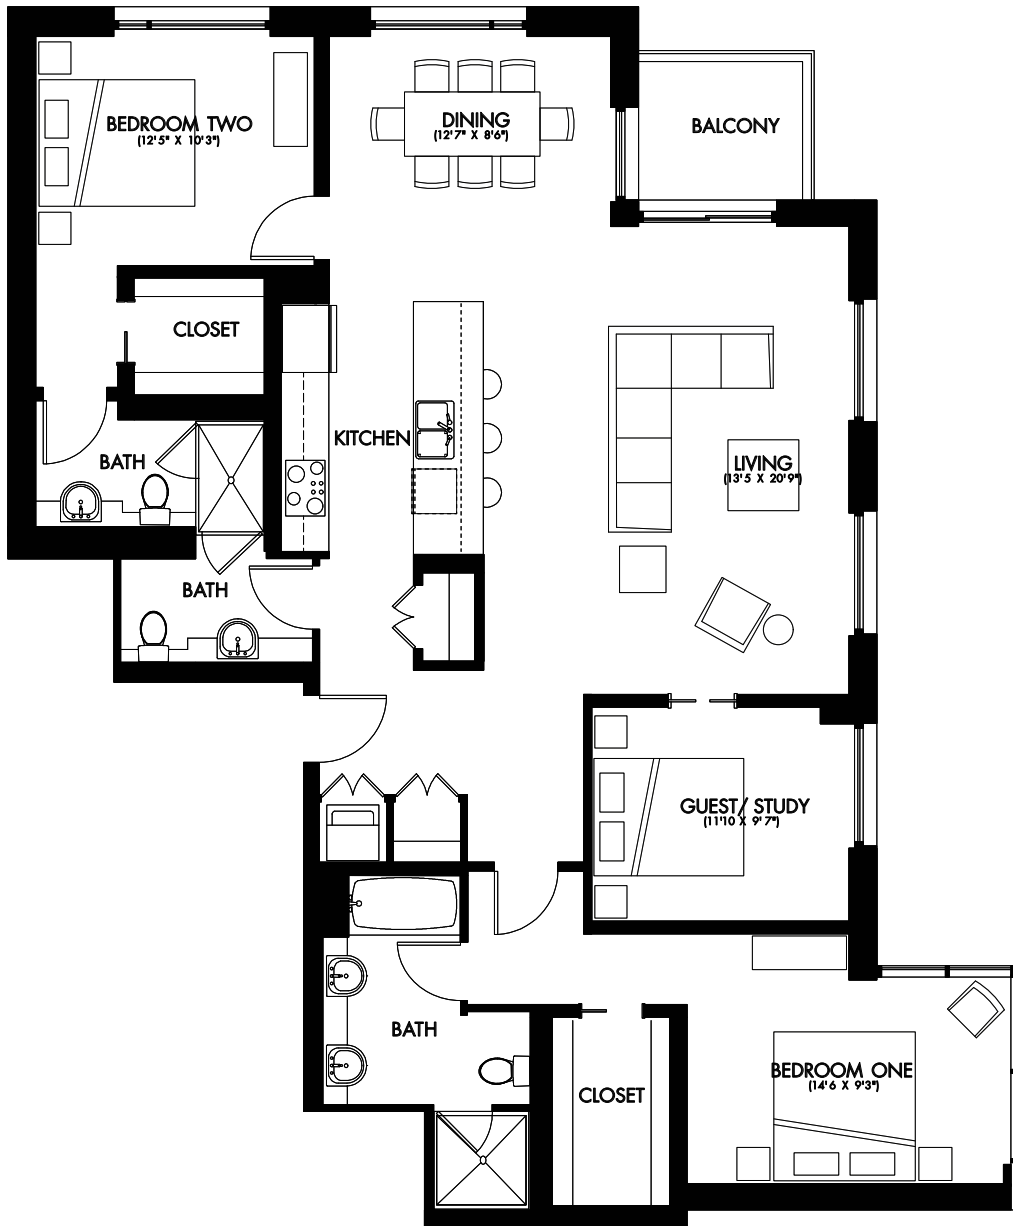 BEDROOM TWO
(12'5" X 10'3")
DINING
(12'7" X 8'6")
BALCONY
CLOSET
KITCHEN
BATH
LIVING
(13'5 X 20'9")
BATH
GUEST/ STUDY
(11'10 X 9'7")
BATH
BEDROOM ONE
(14'6 X 9'3")
CLOSET